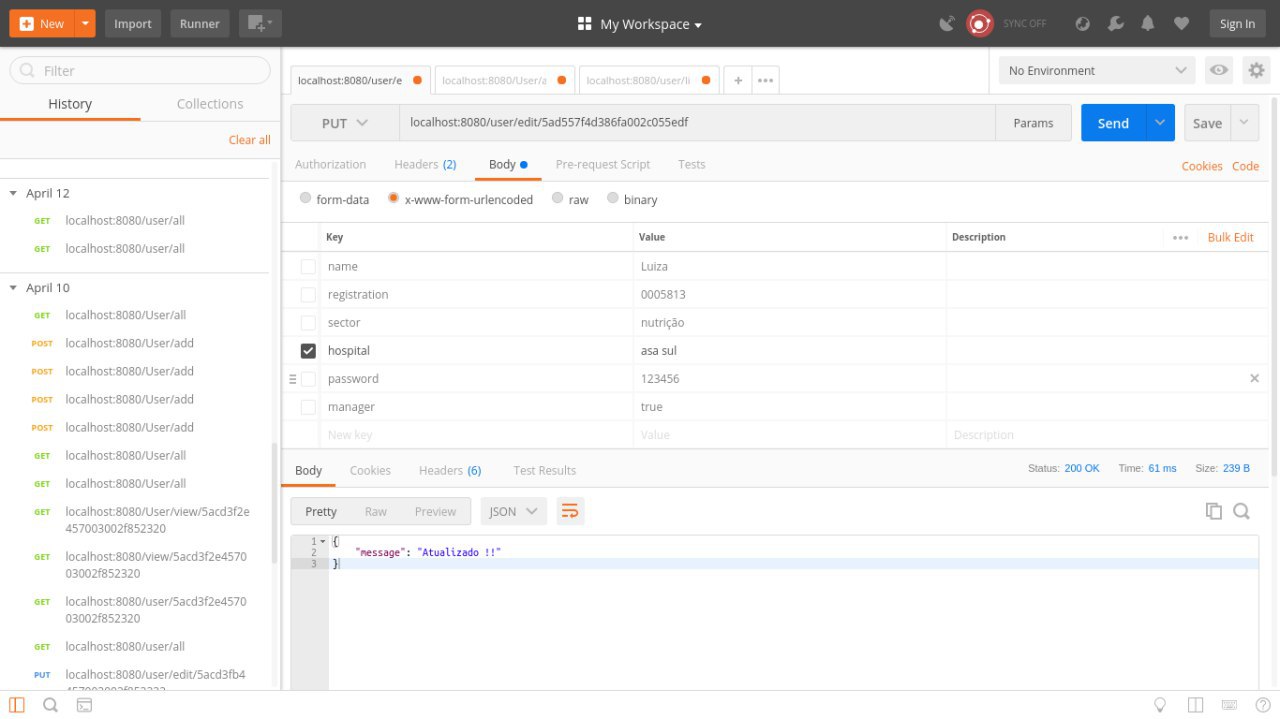 New
Import
Runner
My Workspace
SYNC OFF
Sign In
Filter
History
Collections
Clear all
April 12
GET localhost:8080/user/all
GET localhost:8080/user/all
April 10
GET localhost:8080/User/all
POST localhost:8080/User/add
POST localhost:8080/User/add
POST localhost:8080/User/add
POST localhost:8080/User/add
GET localhost:8080/User/all
GET localhost:8080/User/all
GET localhost:8080/User/view/5acd3f2e
457003002f852320
GET localhost:8080/view/5acd3f2e4570
03002f852320
GET localhost:8080/user/5acd3f2e4570
03002f852320
GET localhost:8080/user/all
PUT localhost:8080/user/edit/5acd3fb4
localhost:8080/user/e
localhost:8080/User/a
localhost:8080/user/li
No Environment
PUT
localhost:8080/user/edit/5ad557f4d386fa002c055edf
Params
Send
Save
Authorization
Headers (2)
Body
Pre-request Script
Tests
Cookies
Code
form-data
x-www-form-urlencoded
raw
binary
Key Value Description
Bulk Edit
name Luiza
registration 0005813
sector nutrição
hospital asa sul
password 123456
manager true
New key Value Description
Body
Cookies
Headers (6)
Test Results
Status: 200 OK
Time: 61 ms
Size: 239 B
Pretty
Raw
Preview
JSON
1 {
2 "message": "Atualizado !!"
3 }